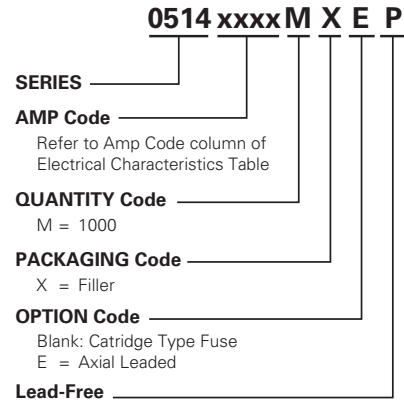 0514 xxxx M X E P
SERIES
AMP Code
Refer to Amp Code column of
Electrical Characteristics Table
QUANTITY Code
M = 1000
PACKAGING Code
X = Filler
OPTION Code
Blank: Catridge Type Fuse
E = Axial Leaded
Lead-Free